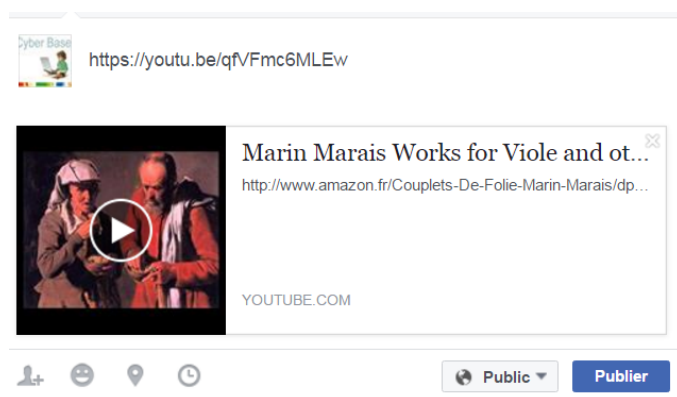 Cyber Base
https://youtu.be/qfVFmc6MLEw
Marin Marais Works for Viole and ot...
http://www.amazon.fr/Couplets-De-Folie-Marin-Marais/dp...
YOUTUBE.COM
Public
Publier